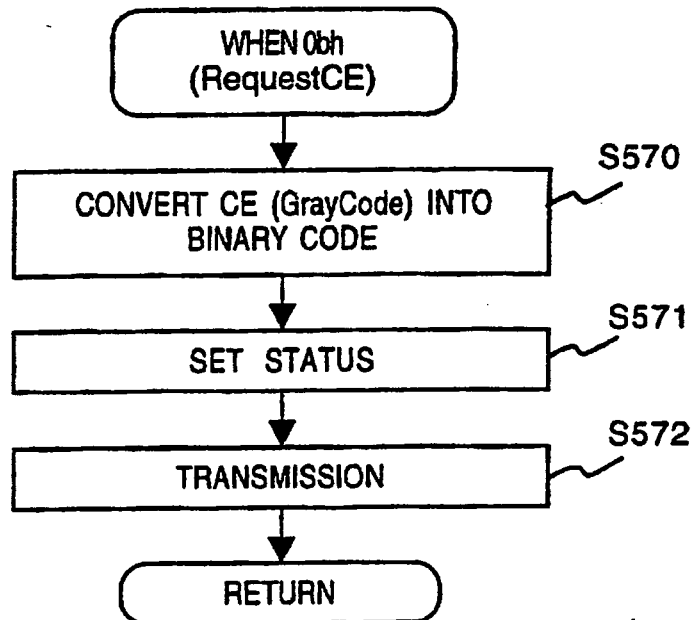 WHEN 0bh
(RequestCE)
S570
CONVERT CE (GrayCode) INTO
BINARY CODE
S571
SET STATUS
S572
TRANSMISSION
RETURN